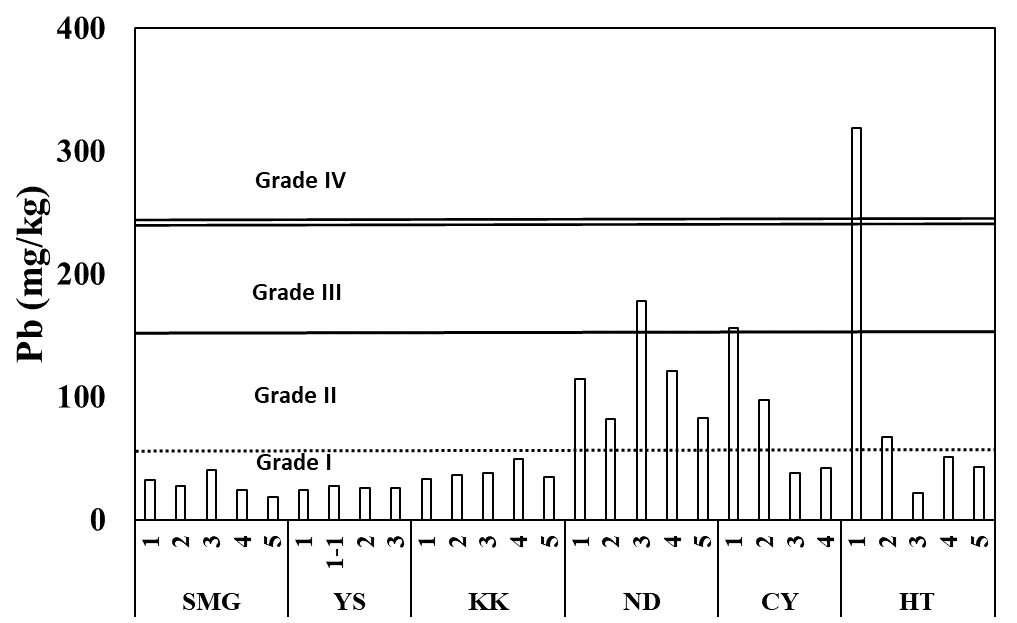 400
300
200
100
0
Pb (mg/kg)
Grade IV
Grade III
Grade II
Grade I
1 2 3 4 5 1 1-1 2 3 1 2 3 4 5 1 2 3 4 5 1 2 3 4 1 2 3 4 5
SMG YS KK ND CY HT